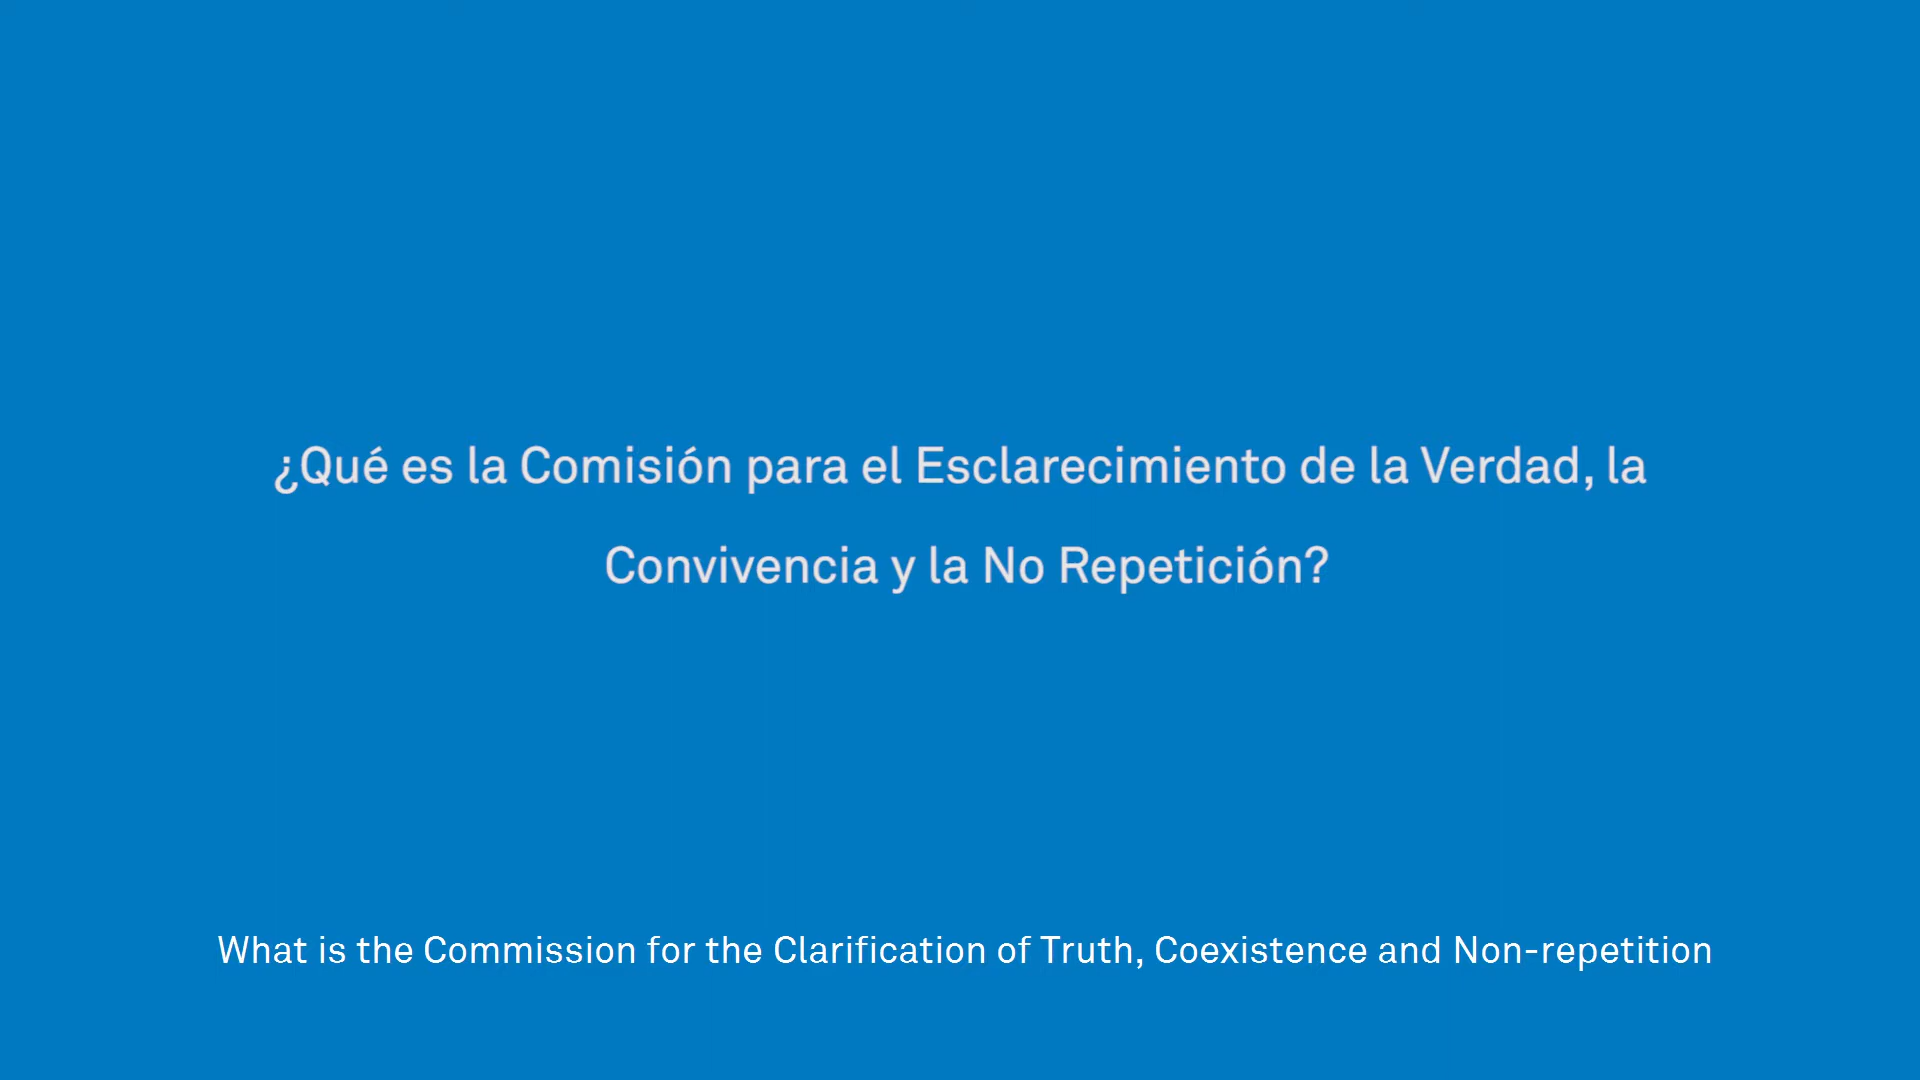 ¿Qué es la Comisión para el Esclarecimiento de la Verdad, la
Convivencia y la No Repetición?
What is the Commission for the Clarification of Truth, Coexistence and Non-repetition